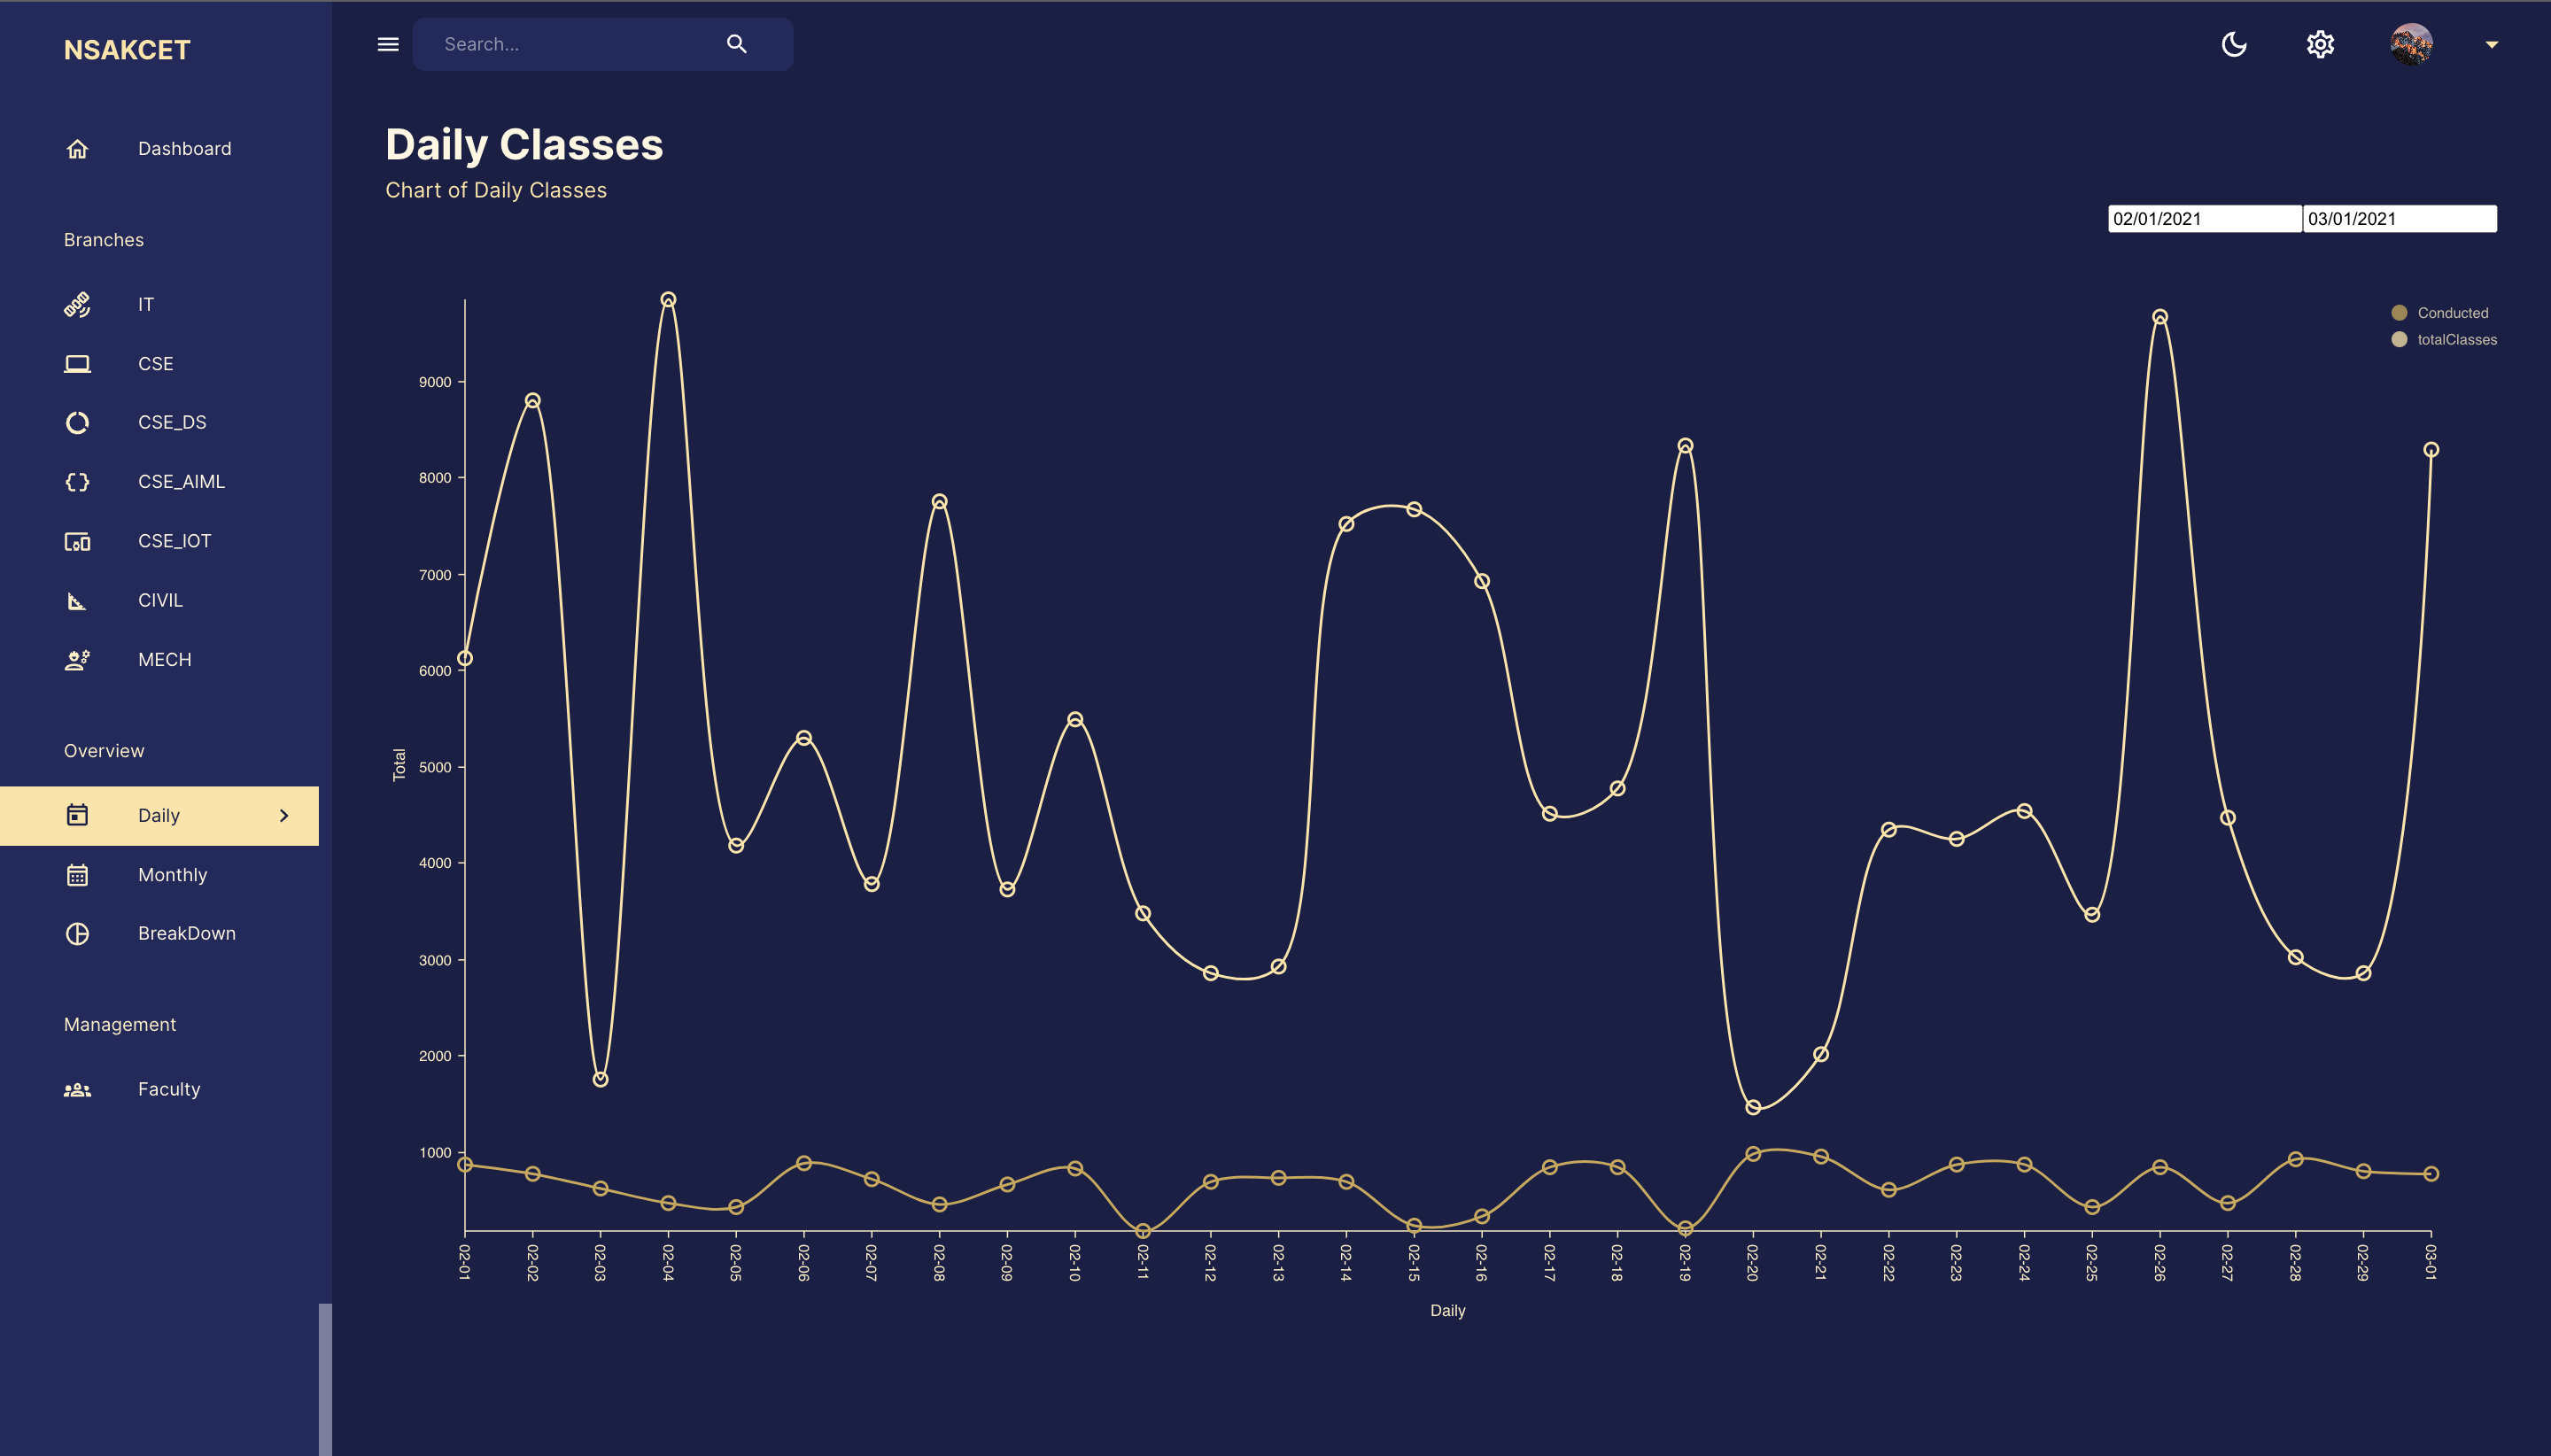 NSAKCET
Dashboard
Branches
IT
CSE
CSE_DS
CSE_AIML
CSE_IOT
CIVIL
MECH
Overview
Daily
Monthly
BreakDown
Management
Faculty
Search...
Daily Classes
Chart of Daily Classes
02/01/2021 03/01/2021
Conducted
totalClasses
Total
9000
8000
7000
6000
5000
4000
3000
2000
1000
02-01
02-02
02-03
02-04
02-05
02-06
02-07
02-08
02-09
02-10
02-11
02-12
02-13
02-14
02-15
02-16
02-17
02-18
02-19
02-20
02-21
02-22
02-23
02-24
02-25
02-26
02-27
02-28
02-29
03-01
Daily